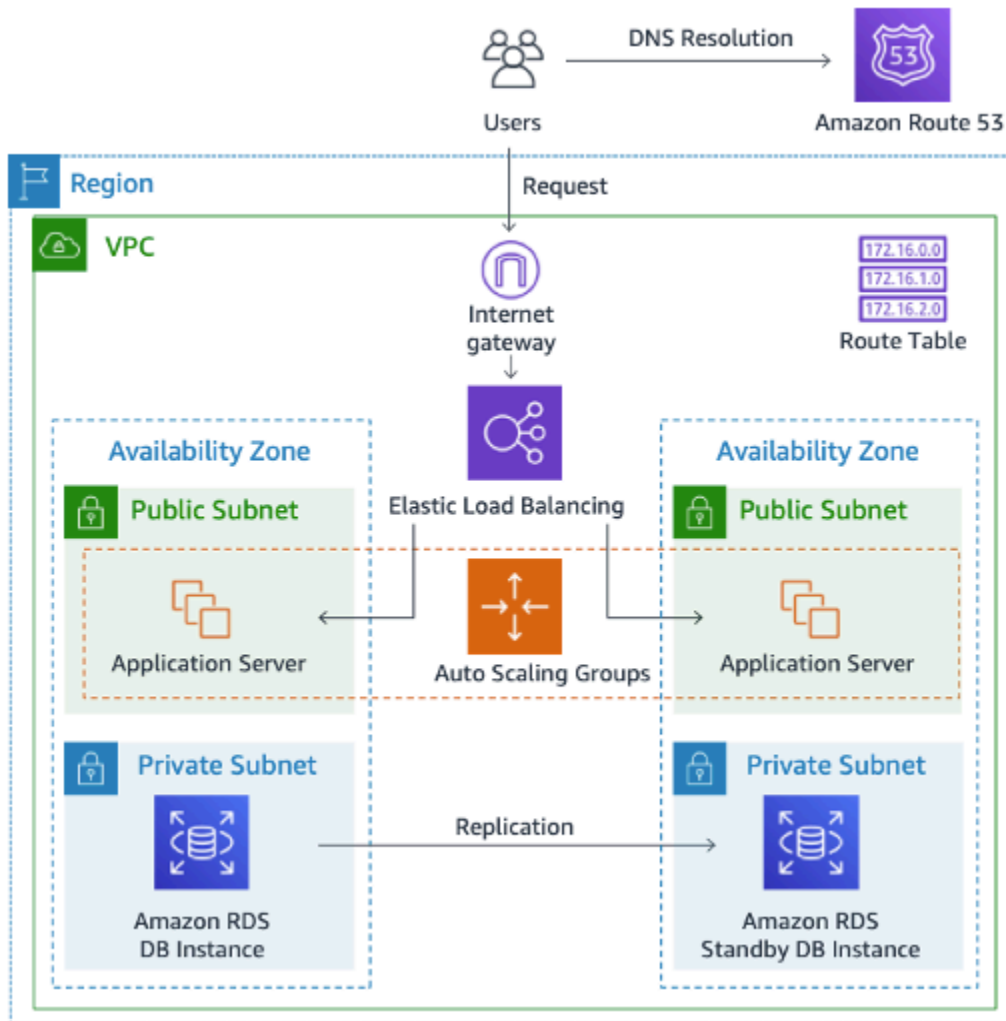 DNS Resolution
53
Users
Amazon Route 53
Region
Request
VPC
172.16.0.0
172.16.1.0
172.16.2.0
Route Table
Internet
gateway
Availability Zone
Availability Zone
Public Subnet
Elastic Load Balancing
Public Subnet
Application Server
Auto Scaling Groups
Application Server
Private Subnet
Private Subnet
Replication
Amazon RDS
DB Instance
Amazon RDS
Standby DB Instance